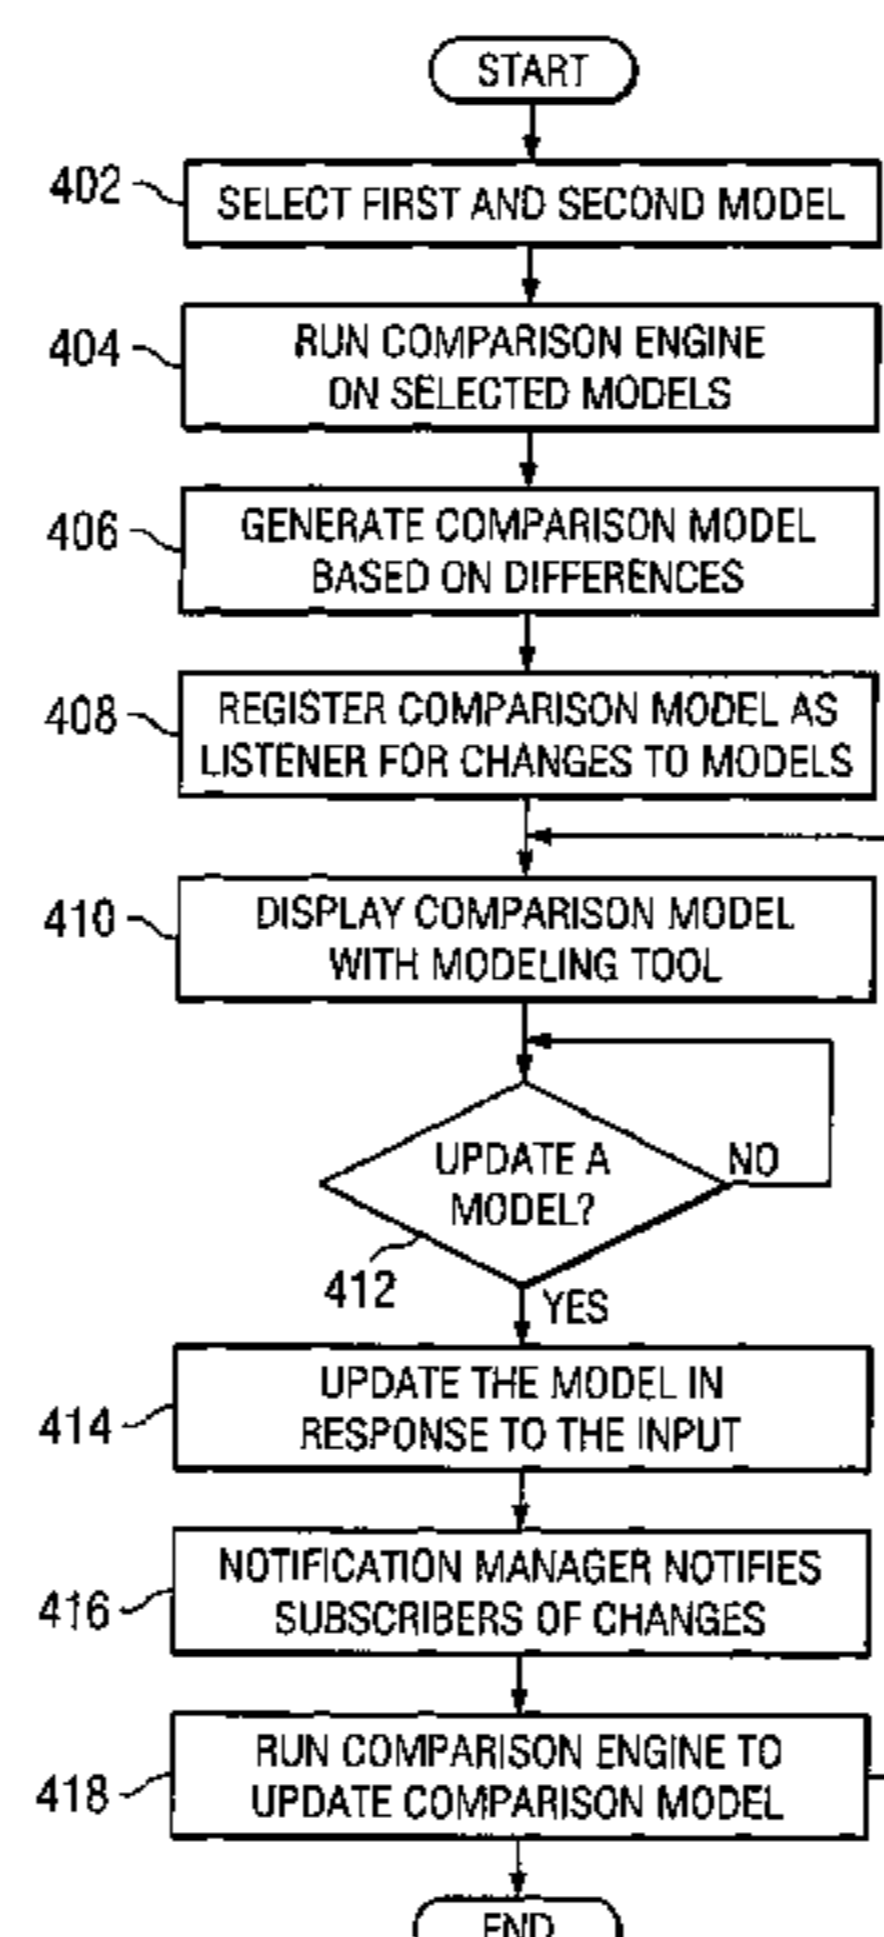 START
402
SELECT FIRST AND SECOND MODEL
404
RUN COMPARISON ENGINE
ON SELECTED MODELS
406
GENERATE COMPARISON MODEL
BASED ON DIFFERENCES
408
REGISTER COMPARISON MODEL AS
LISTENER FOR CHANGES TO MODELS
410
DISPLAY COMPARISON MODEL
WITH MODELING TOOL
UPDATE A
MODEL?
NO
412
YES
414
UPDATE THE MODEL IN
RESPONSE TO THE INPUT
416
NOTIFICATION MANAGER NOTIFIES
SUBSCRIBERS OF CHANGES
418
RUN COMPARISON ENGINE TO
UPDATE COMPARISON MODEL
END